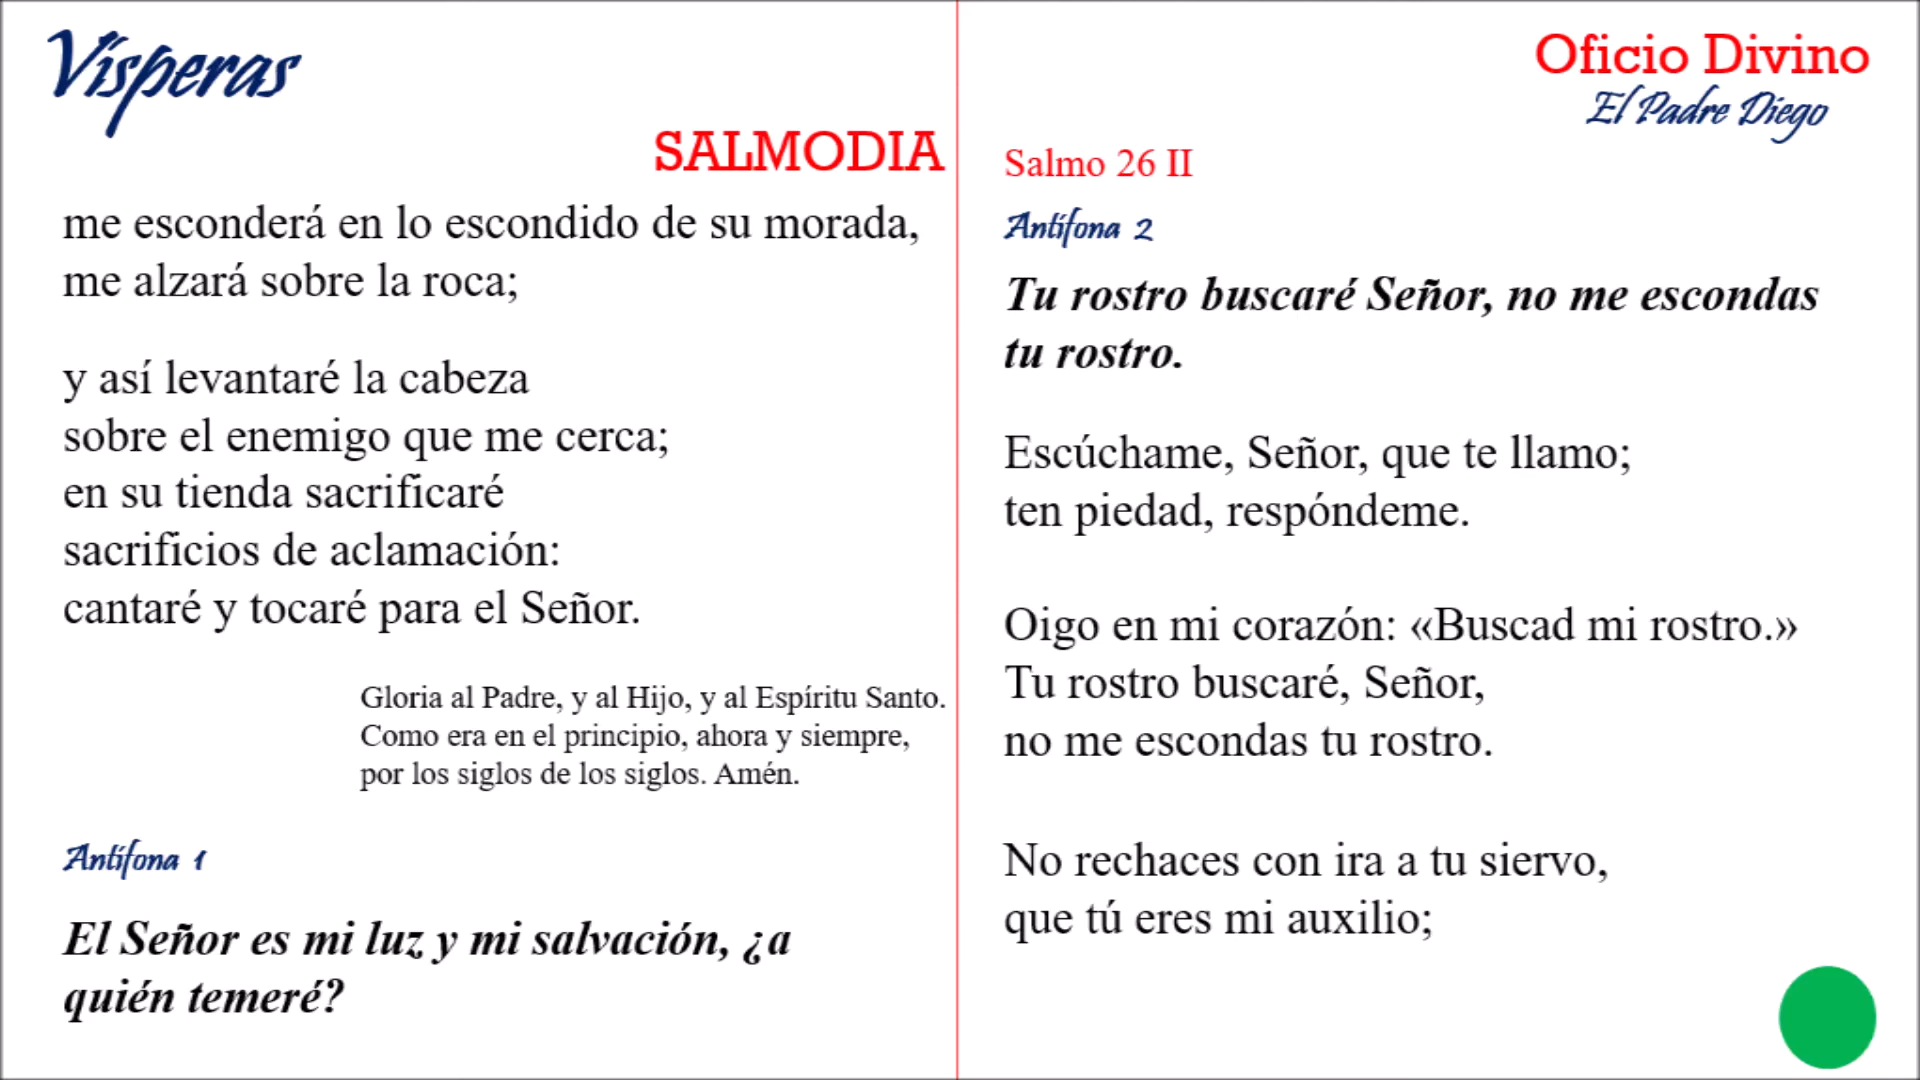 Vísperas
SALMODIA
me esconderá en lo escondido de su morada,
me alzará sobre la roca;
y así levantaré la cabeza
sobre el enemigo que me cerca;
en su tienda sacrificaré
sacrificios de aclamación:
cantaré y tocaré para el Señor.
Gloria al Padre, y al Hijo, y al Espíritu Santo.
Como era en el principio, ahora y siempre,
por los siglos de los siglos. Amén.
Antífona 1
El Señor es mi luz y mi salvación, ¿a
quién temeré?
Oficio Divino
El Padre Diego
Salmo 26 II
Antífona 2
Tu rostro buscaré Señor, no me escondas
tu rostro.
Escúchame, Señor, que te llamo;
ten piedad, respóndeme.
Oigo en mi corazón: «Buscad mi rostro.»
Tu rostro buscaré, Señor,
no me escondas tu rostro.
No rechaces con ira a tu siervo,
que tú eres mi auxilio;